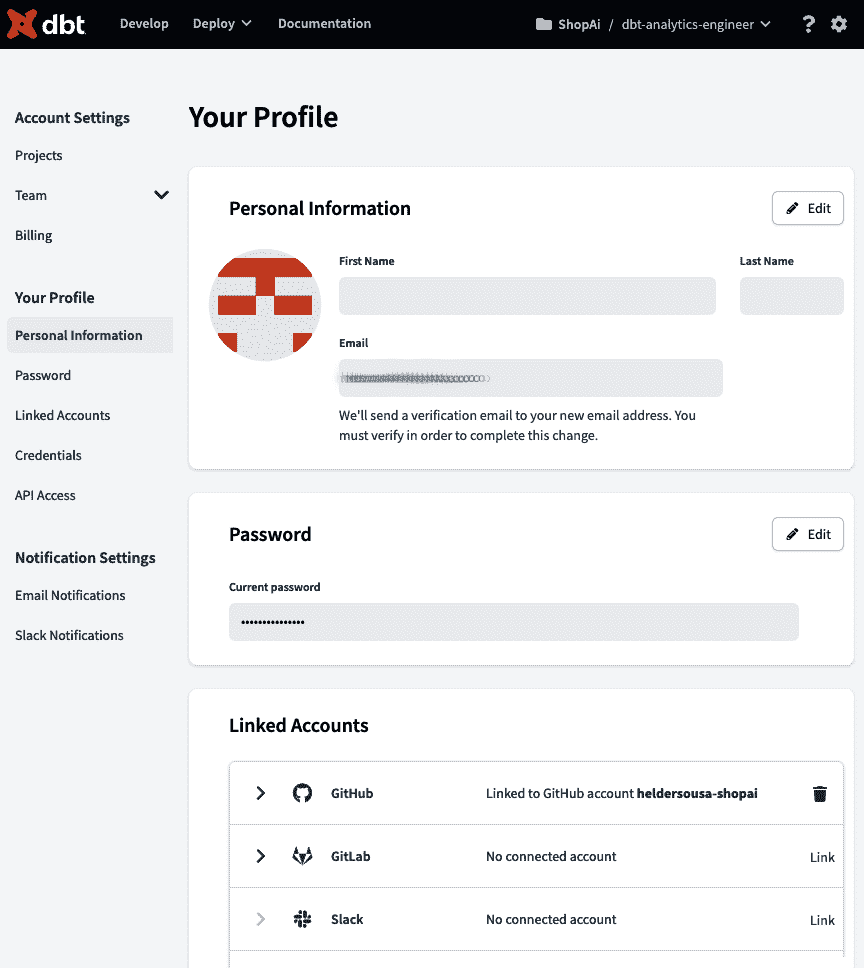 dbt Develop Deploy Documentation ShopAi / dbt-analytics-engineer ?
Account Settings
Projects
Team
Billing
Your Profile
Personal Information
Password
Linked Accounts
Credentials
API Access
Notification Settings
Email Notifications
Slack Notifications
Your Profile
Personal Information Edit
First Name Last Name
Email
We'll send a verification email to your new email address. You
must verify in order to complete this change.
Password Edit
Current password
•••••••••••••••
Linked Accounts
GitHub Linked to GitHub account heldersousa-shopai
GitLab No connected account Link
Slack No connected account Link